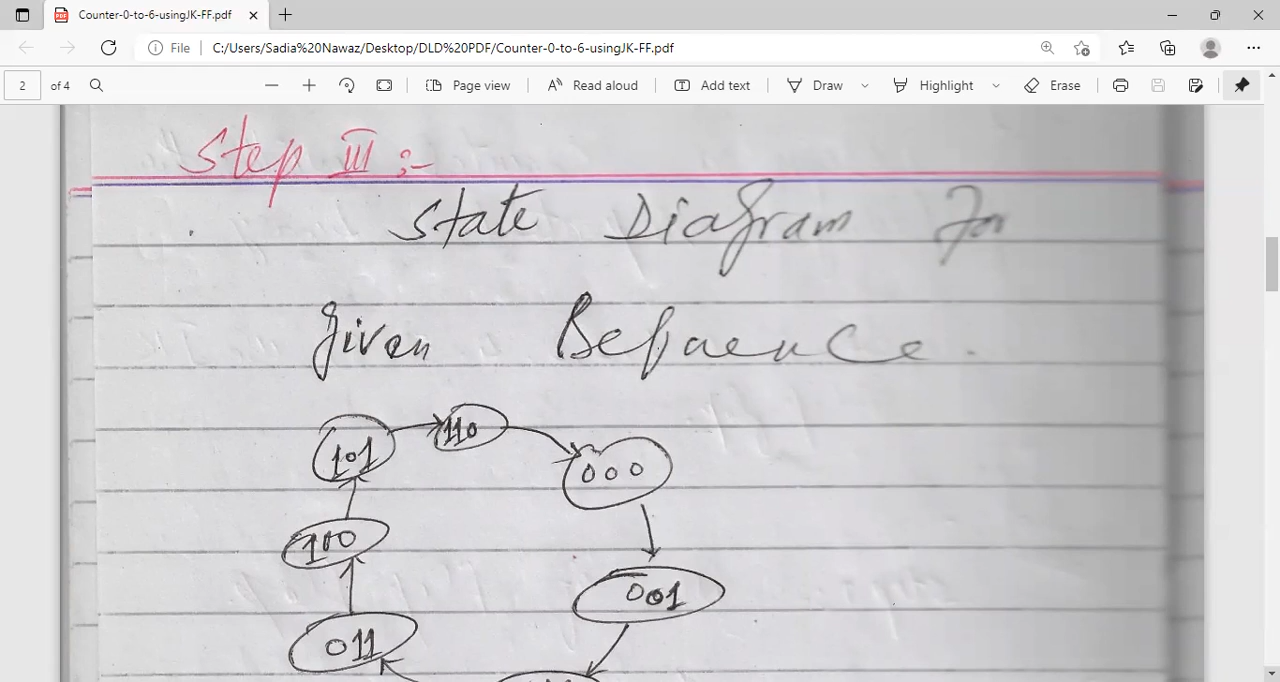 Counter-0-to-6-usingJK-FF.pdf
File
C:/Users/Sadia%20Nawaz/Desktop/DLD%20PDF/Counter-0-to-6-usingJK-FF.pdf
2 of 4 Page view Read aloud Add text Draw Highlight Erase
Step III :-
State Diagram For
given Sequence.
101 110 000
100
001
011